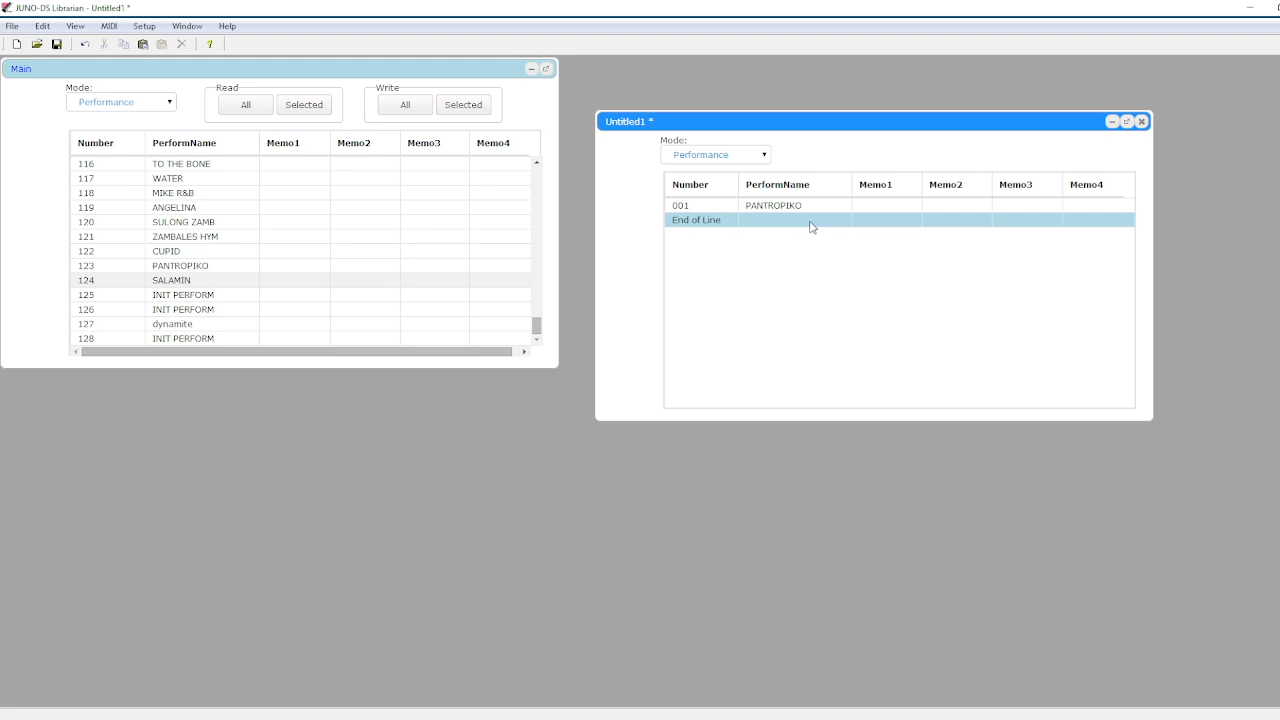 JUNO-DS Librarian - Untitled1 *
File Edit View MIDI Setup Window Help
?
Main
Mode: Read Write
Performance All Selected All Selected
Number PerformName Memo1 Memo2 Memo3 Memo4
116 TO THE BONE
117 WATER
118 MIKE R&B
119 ANGELINA
120 SULONG ZAMB
121 ZAMBALES HYM
122 CUPID
123 PANTROPIKO
124 SALAMIN
125 INIT PERFORM
126 INIT PERFORM
127 dynamite
128 INIT PERFORM
Untitled1 *
Mode:
Performance
Number PerformName Memo1 Memo2 Memo3 Memo4
001 PANTROPIKO
End of Line